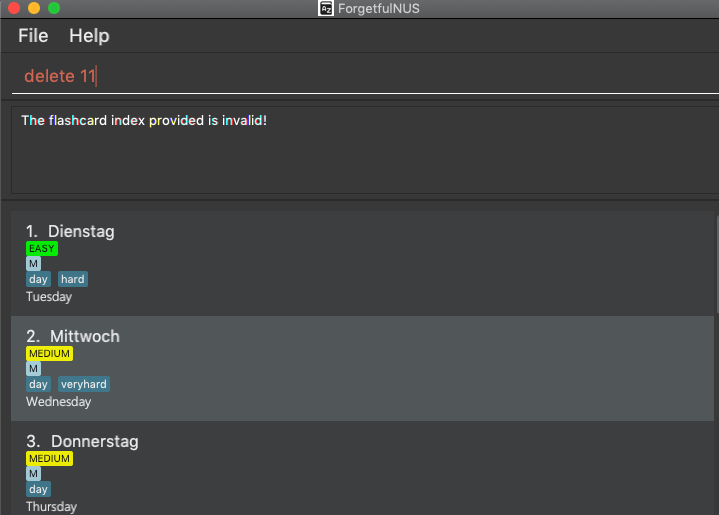 ForgetfulNUS
File Help
delete 11
The flashcard index provided is invalid!
1. Dienstag
EASY
M
day hard
Tuesday
2. Mittwoch
MEDIUM
M
day veryhard
Wednesday
3. Donnerstag
MEDIUM
M
day
Thursday